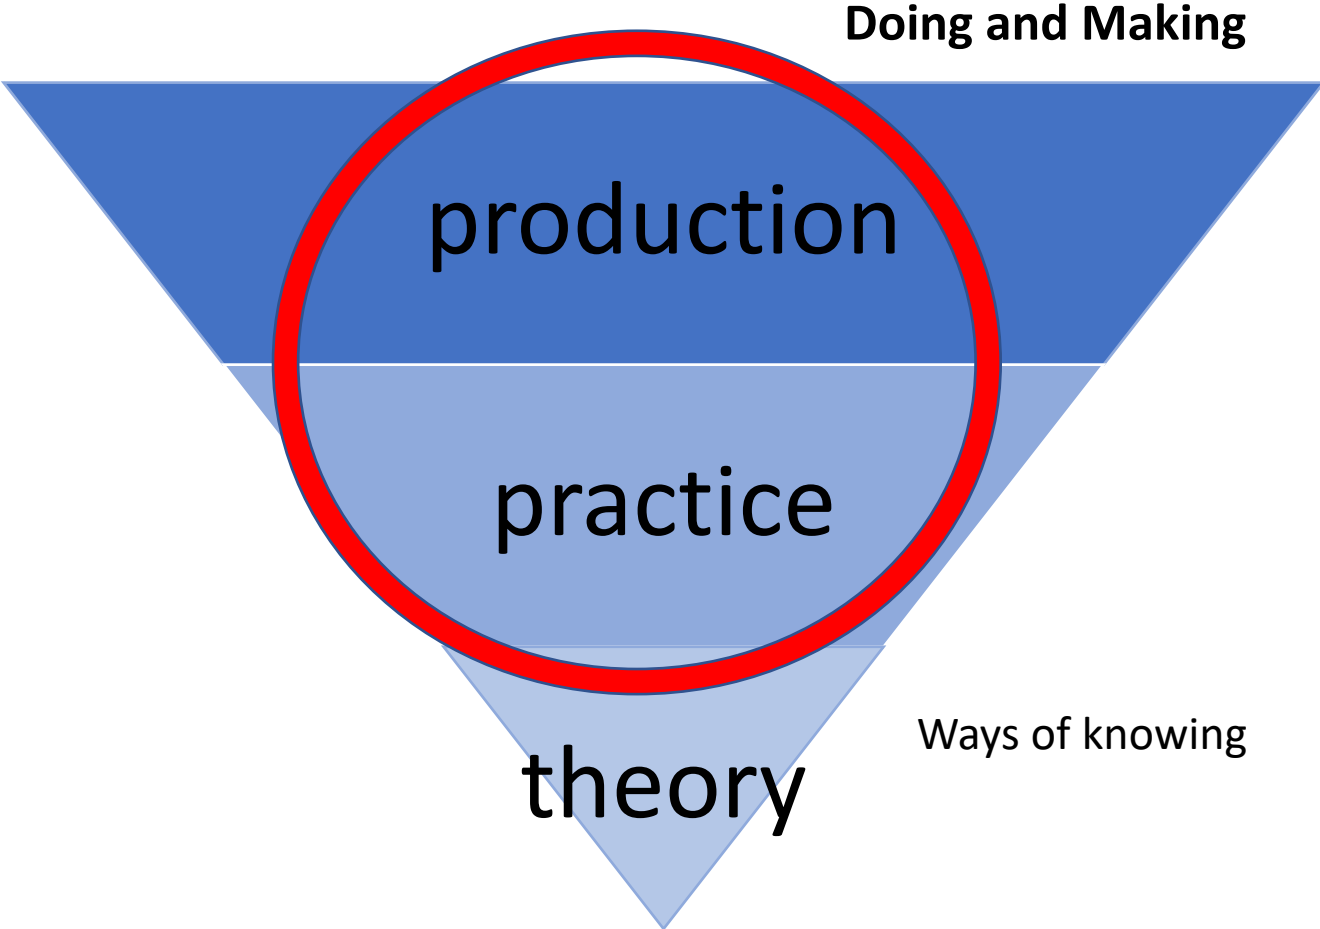 Doing and Making
production
practice
Ways of knowing
theory